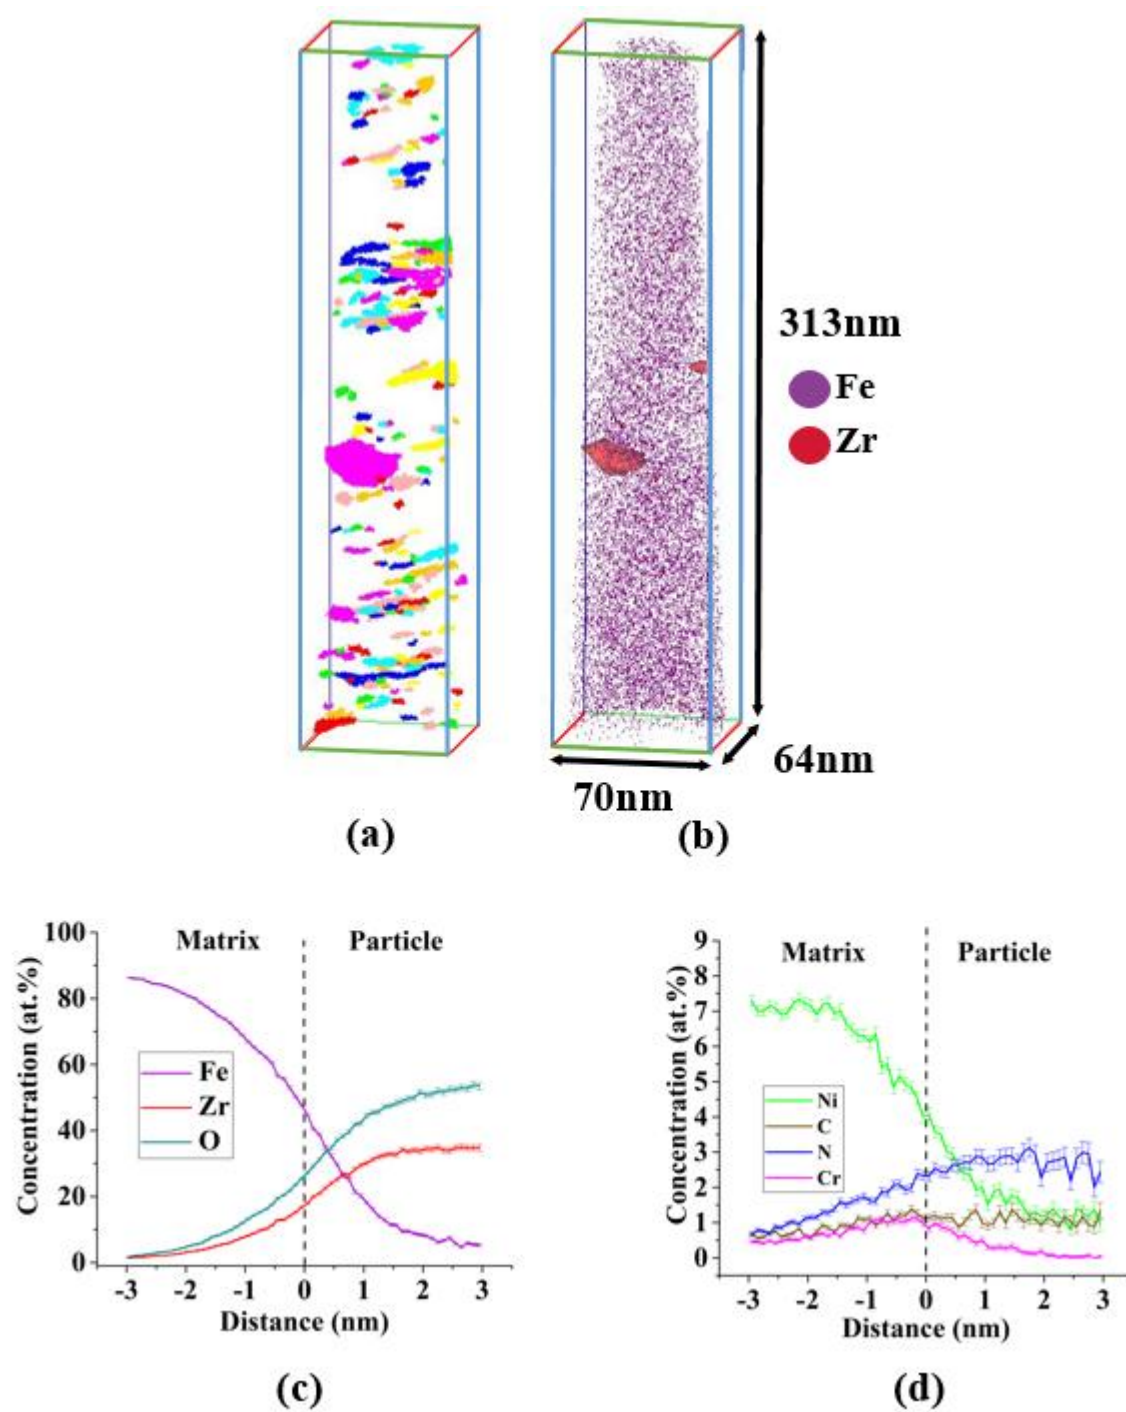 313nm
Fe
Zr
64nm
70nm
(a)
(b)
100
80
60
40
20
0
Concentration (at.%)
Matrix
Particle
Fe
Zr
O
-3 -2 -1 0 1 2 3
Distance (nm)
(c)
9
8
7
6
5
4
3
2
1
0
Concentration (at.%)
Matrix
Particle
Ni
C
N
Cr
-3 -2 -1 0 1 2 3
Distance (nm)
(d)